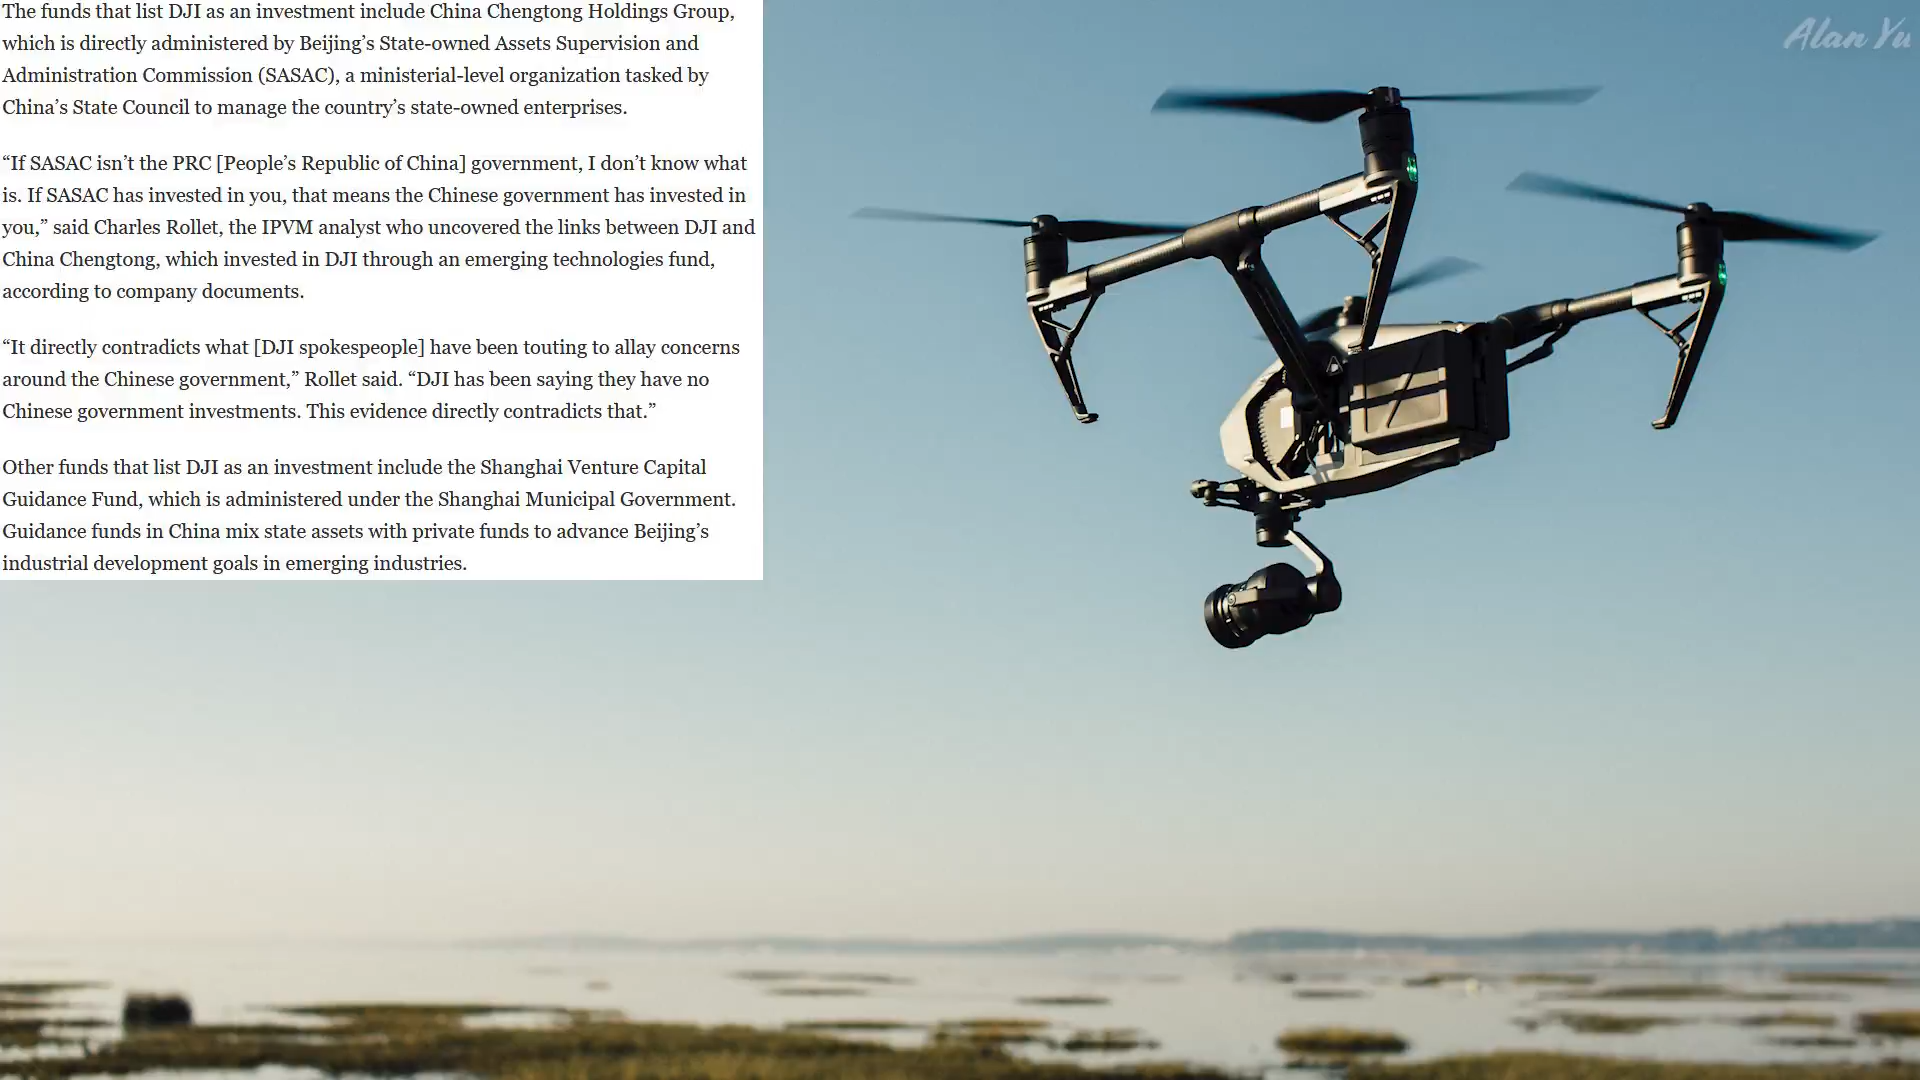 The funds that list DJI as an investment include China Chengtong Holdings Group,
which is directly administered by Beijing’s State-owned Assets Supervision and
Administration Commission (SASAC), a ministerial-level organization tasked by
China’s State Council to manage the country’s state-owned enterprises.
“If SASAC isn’t the PRC [People’s Republic of China] government, I don’t know what
is. If SASAC has invested in you, that means the Chinese government has invested in
you,” said Charles Rollet, the IPVM analyst who uncovered the links between DJI and
China Chengtong, which invested in DJI through an emerging technologies fund,
according to company documents.
“It directly contradicts what [DJI spokespeople] have been touting to allay concerns
around the Chinese government,” Rollet said. “DJI has been saying they have no
Chinese government investments. This evidence directly contradicts that.”
Other funds that list DJI as an investment include the Shanghai Venture Capital
Guidance Fund, which is administered under the Shanghai Municipal Government.
Guidance funds in China mix state assets with private funds to advance Beijing’s
industrial development goals in emerging industries.
Alan Yu